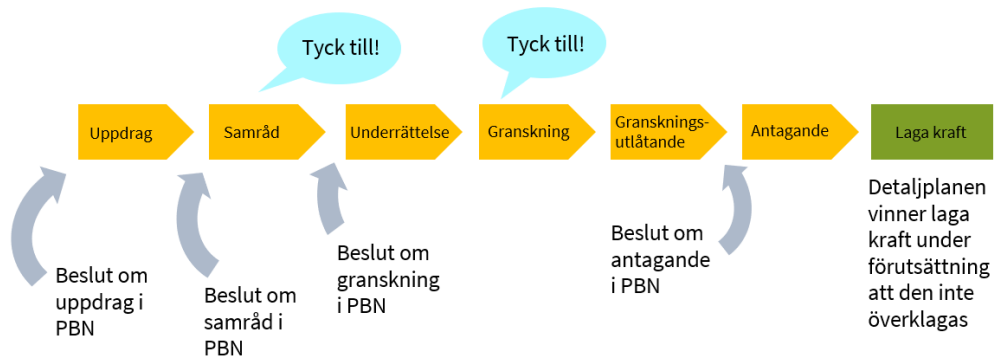 Tyck till!
Tyck till!
Uppdrag
Samråd
Underrättelse
Granskning
Gransknings-
utlåtande
Antagande
Laga kraft
Beslut om
uppdrag i
PBN
Beslut om
samråd i
PBN
Beslut om
granskning
i PBN
Beslut om
antagande
i PBN
Detaljplanen
vinner laga
kraft under
förutsättning
att den inte
överklagas